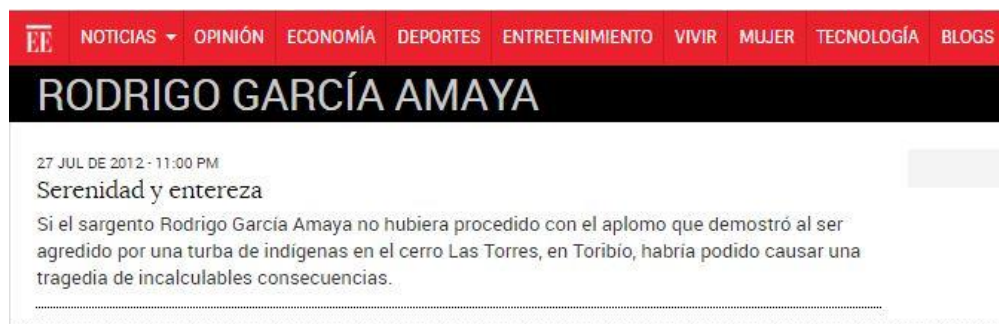 EE NOTICIAS OPINIÓN ECONOMÍA DEPORTES ENTRETENIMIENTO VIVIR MUJER TECNOLOGÍA BLOGS
RODRIGO GARCÍA AMAYA
27 JUL DE 2012 - 11:00 PM
Serenidad y entereza
Si el sargento Rodrigo García Amaya no hubiera procedido con el aplomo que demostró al ser
agredido por una turba de indígenas en el cerro Las Torres, en Toribío, habría podido causar una
tragedia de incalculables consecuencias.